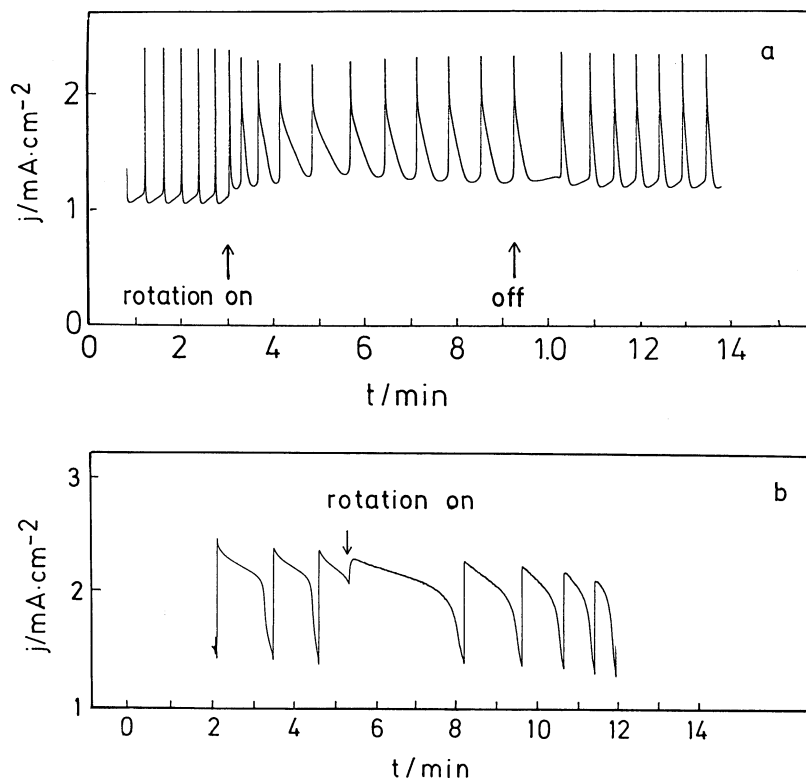 a
2
1
0
j/mA·cm-2
rotation on
off
0 2 4 6 8 1.0 12 14
t/min
b
3
2
1
j/mA·cm-2
rotation on
0 2 4 6 8 10 12 14
t/min